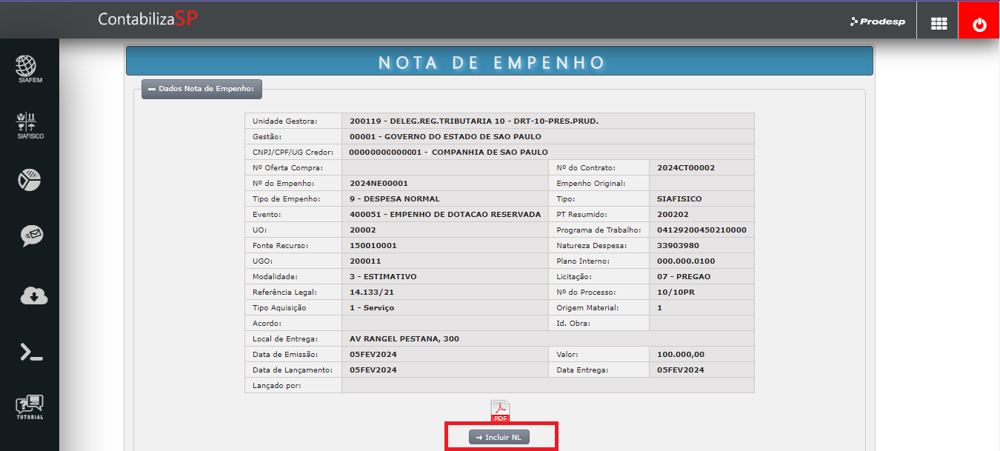 ContabilizaSP
Prodesp
SIAFEM
SIAFISICO
TUTORIAL
NOTA DE EMPENHO
Dados Nota de Empenho:
Unidade Gestora: 200119 - DELEG.REG.TRIBUTARIA 10 - DRT-10-PRES.PRUD.
Gestão: 00001 - GOVERNO DO ESTADO DE SAO PAULO
CNPJ/CPF/UG Credor: 00000000000001 - COMPANHIA DE SAO PAULO
Nº Oferta Compra: Nº do Contrato: 2024CT00002
Nº do Empenho: 2024NE00001 Empenho Original:
Tipo de Empenho: 9 - DESPESA NORMAL Tipo: SIAFISICO
Evento: 400051 - EMPENHO DE DOTACAO RESERVADA PT Resumido: 200202
UO: 20002 Programa de Trabalho: 04129200450210000
Fonte Recurso: 150010001 Natureza Despesa: 33903980
UGO: 200011 Plano Interno: 000.000.0100
Modalidade: 3 - ESTIMATIVO Licitação: 07 - PREGAO
Referência Legal: 14.133/21 Nº do Processo: 10/10PR
Tipo Aquisição 1 - Serviço Origem Material: 1
Acordo: Id. Obra:
Local de Entrega: AV RANGEL PESTANA, 300
Data de Emissão: 05FEV2024 Valor: 100.000,00
Data de Lançamento: 05FEV2024 Data Entrega: 05FEV2024
Lançado por:
PDF
Incluir NL